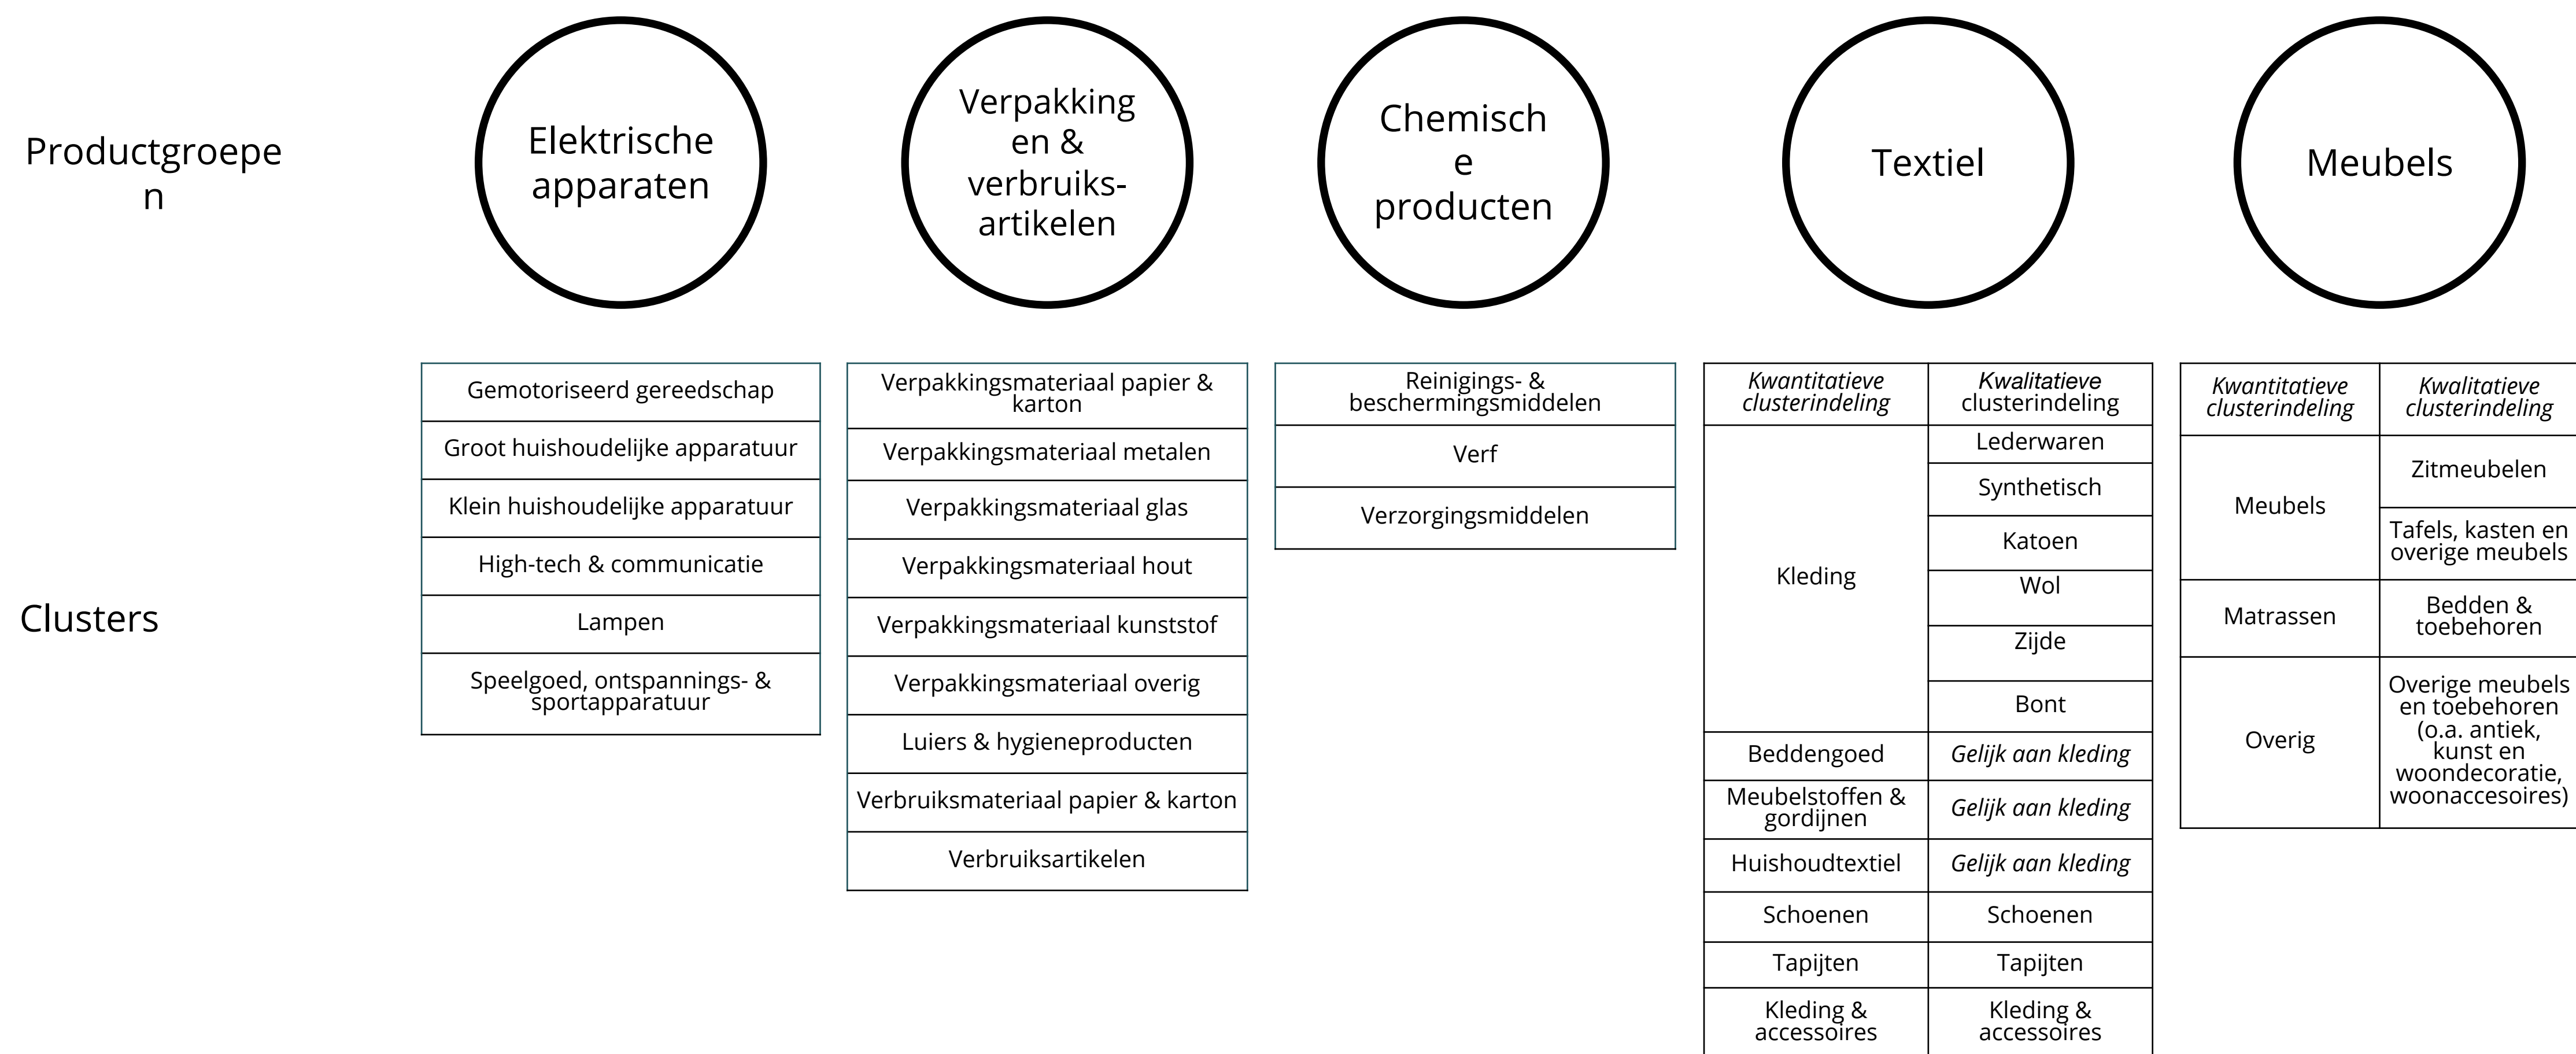 Productgroepe
n
Elektrische
apparaten
Verpakking
en &
verbruiks-
artikelen
Chemisch
e
producten
Textiel
Meubels
Clusters
Gemotoriseerd gereedschap
Groot huishoudelijke apparatuur
Klein huishoudelijke apparatuur
High-tech & communicatie
Lampen
Speelgoed, ontspannings- &
sportapparatuur
Verpakkingsmateriaal papier &
karton
Verpakkingsmateriaal metalen
Verpakkingsmateriaal glas
Verpakkingsmateriaal hout
Verpakkingsmateriaal kunststof
Verpakkingsmateriaal overig
Luiers & hygieneproducten
Verbruiksmateriaal papier & karton
Verbruiksartikelen
Reinigings- &
beschermingsmiddelen
Verf
Verzorgingsmiddelen
Kwantitatieve
clusterindeling
Kwalitatieve
clusterindeling
Kleding
Lederwaren
Synthetisch
Katoen
Wol
Zijde
Bont
Beddengoed
Gelijk aan kleding
Meubelstoffen &
gordijnen
Gelijk aan kleding
Huishoudtextiel
Gelijk aan kleding
Schoenen
Schoenen
Tapijten
Tapijten
Kleding &
accessoires
Kleding &
accessoires
Kwantitatieve
clusterindeling
Kwalitatieve
clusterindeling
Meubels
Zitmeubelen
Tafels, kasten en
overige meubels
Matrassen
Bedden &
toebehoren
Overig
Overige meubels
en toebehoren
(o.a. antiek,
kunst en
woondecoratie,
woonaccesoires)